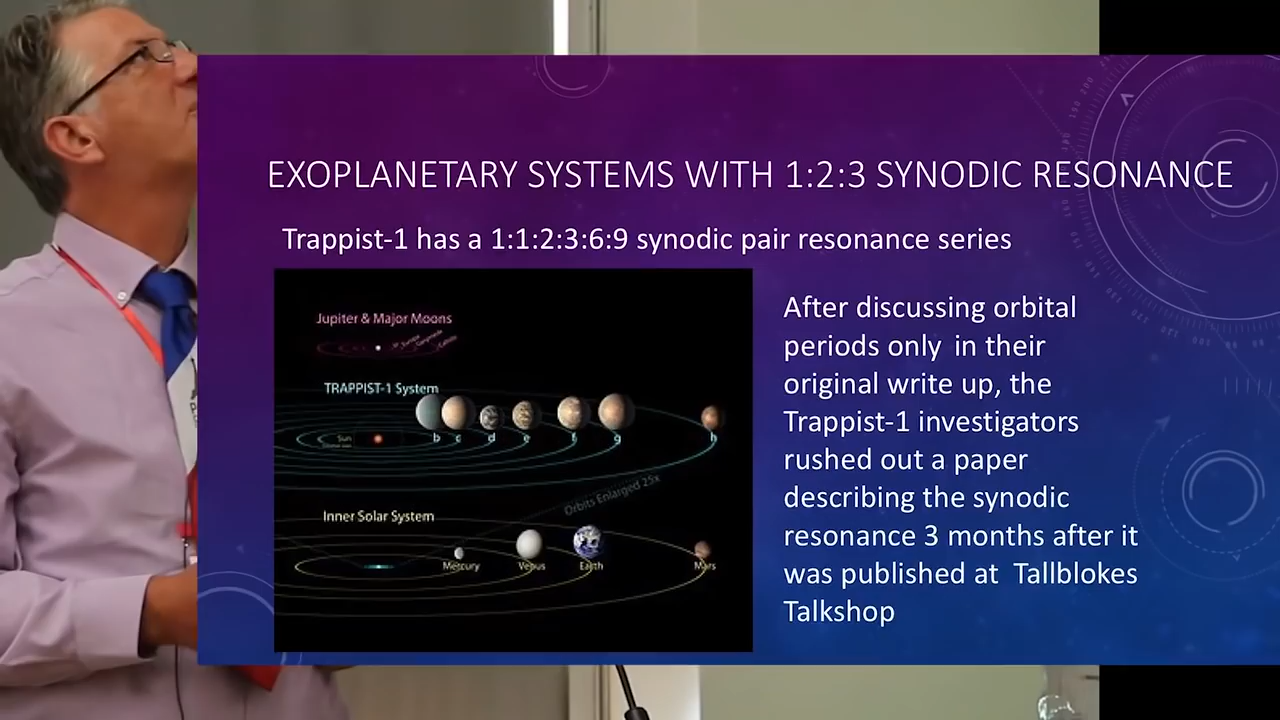 EXOPLANETARY SYSTEMS WITH 1:2:3 SYNODIC RESONANCE
Trappist-1 has a 1:1:2:3:6:9 synodic pair resonance series
Jupiter & Major Moons
TRAPPIST-1 System
Sun
b c d e f g h
Orbits Enlarged 25x
Inner Solar System
Mercury Venus Earth Mars
After discussing orbital
periods only in their
original write up, the
Trappist-1 investigators
rushed out a paper
describing the synodic
resonance 3 months after it
was published at Tallblokes
Talkshop